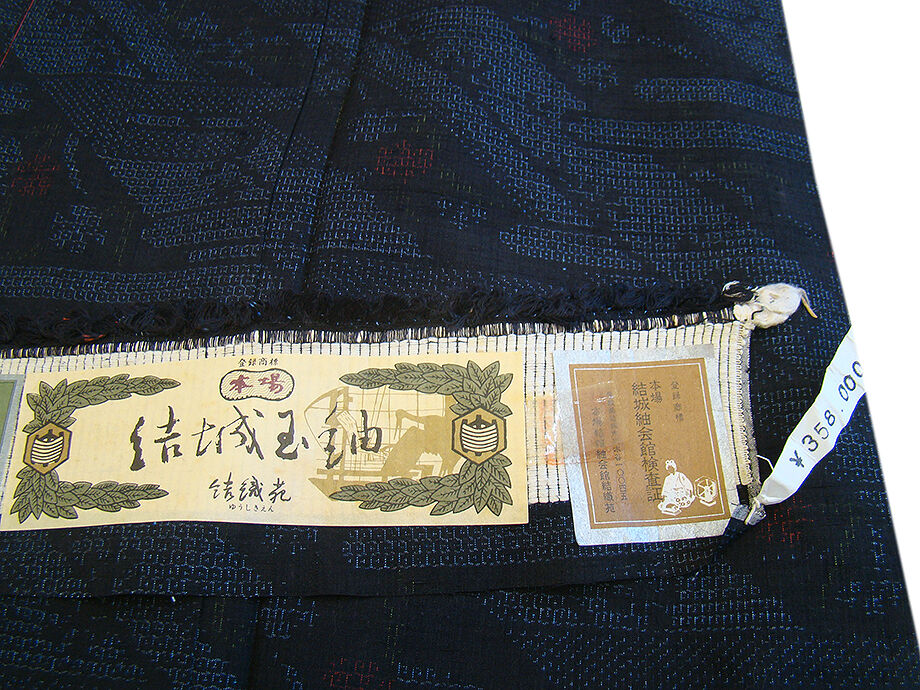 登録商標
本場
結城玉紬
結織苑
ゆうしきえん
登録商標
本場
結城紬会館検査証
¥358.000